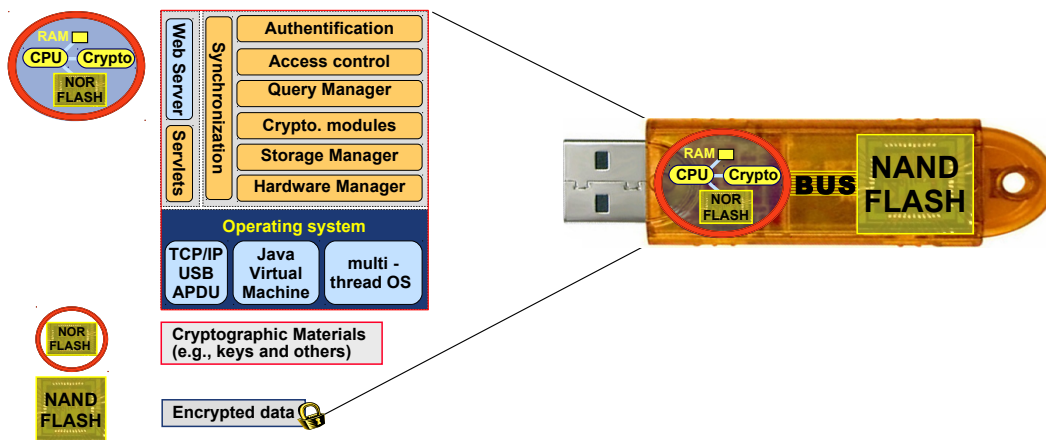 RAM
CPU
Crypto
NOR
FLASH
Web Server
Servlets
Synchronization
Authentification
Access control
Query Manager
Crypto. modules
Storage Manager
Hardware Manager
Operating system
TCP/IP
USB
APDU
Java
Virtual
Machine
multi -
thread OS
NOR
FLASH
Cryptographic Materials
(e.g., keys and others)
NAND
FLASH
Encrypted data
RAM
CPU
Crypto
NOR
FLASH
BUS
NAND
FLASH